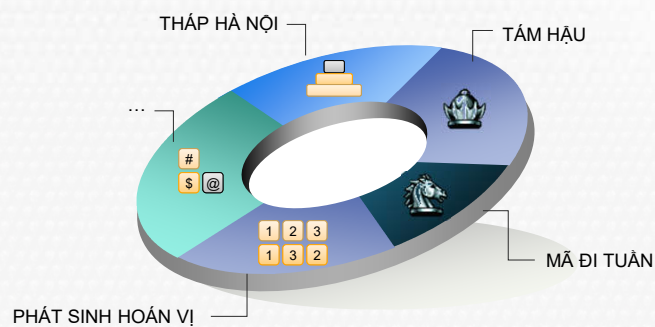 THÁP HÀ NỘI
TÁM HẬU
...
#
$ @
1 2 3
1 3 2
MÃ ĐI TUẦN
PHÁT SINH HOÁN VỊ